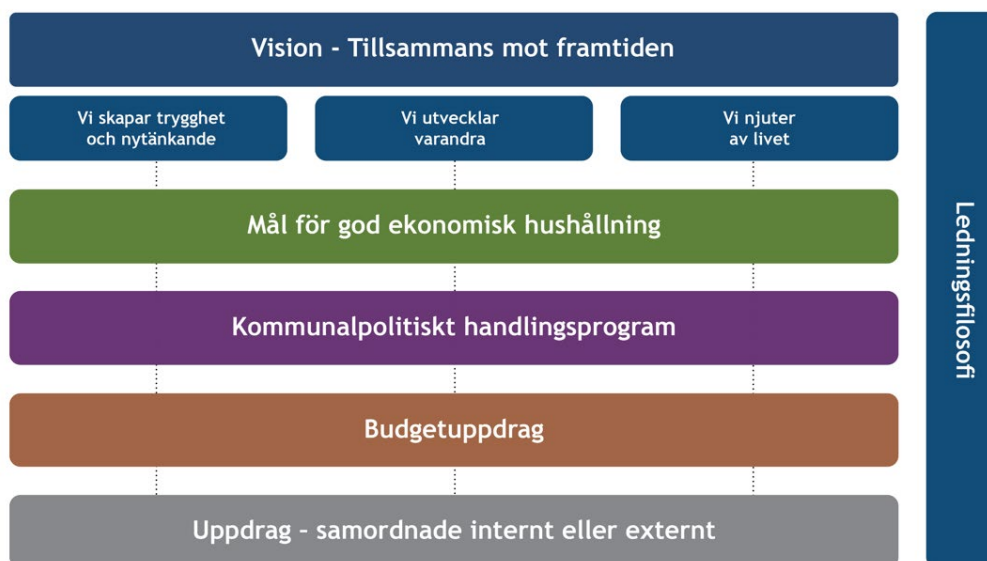 Vision - Tillsammans mot framtiden
Vi skapar trygghet
och nytänkande
Vi utvecklar
varandra
Vi njuter
av livet
Mål för god ekonomisk hushållning
Kommunalpolitiskt handlingsprogram
Budgetuppdrag
Uppdrag - samordnade internt eller externt
Ledningsfilosofi